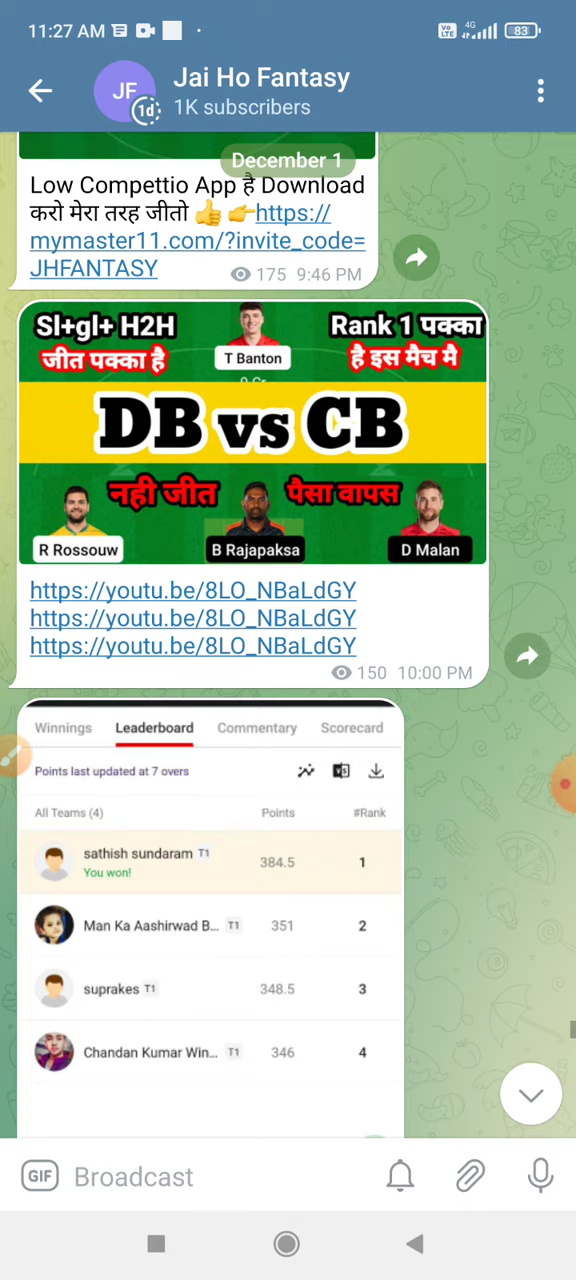 11:27 AM
4G
83
JF
1d
Jai Ho Fantasy
1K subscribers
December 1
Low Compettio App है Download
करो मेरा तरह जीतो 👍 👉https://
mymaster11.com/?invite_code=
JHFANTASY
175 9:46 PM
Sl+gl+ H2H
जीत पक्का है
T Banton
Rank 1 पक्का
है इस मैच मै
DB vs CB
नही जीत
पैसा वापस
R Rossouw
B Rajapaksa
D Malan
https://youtu.be/8LO_NBaLdGY
https://youtu.be/8LO_NBaLdGY
https://youtu.be/8LO_NBaLdGY
150 10:00 PM
Winnings Leaderboard Commentary Scorecard
Points last updated at 7 overs
All Teams (4) Points #Rank
sathish sundaram T1 384.5 1
You won!
Man Ka Aashirwad B... T1 351 2
suprakes T1 348.5 3
Chandan Kumar Win... T1 346 4
GIF Broadcast